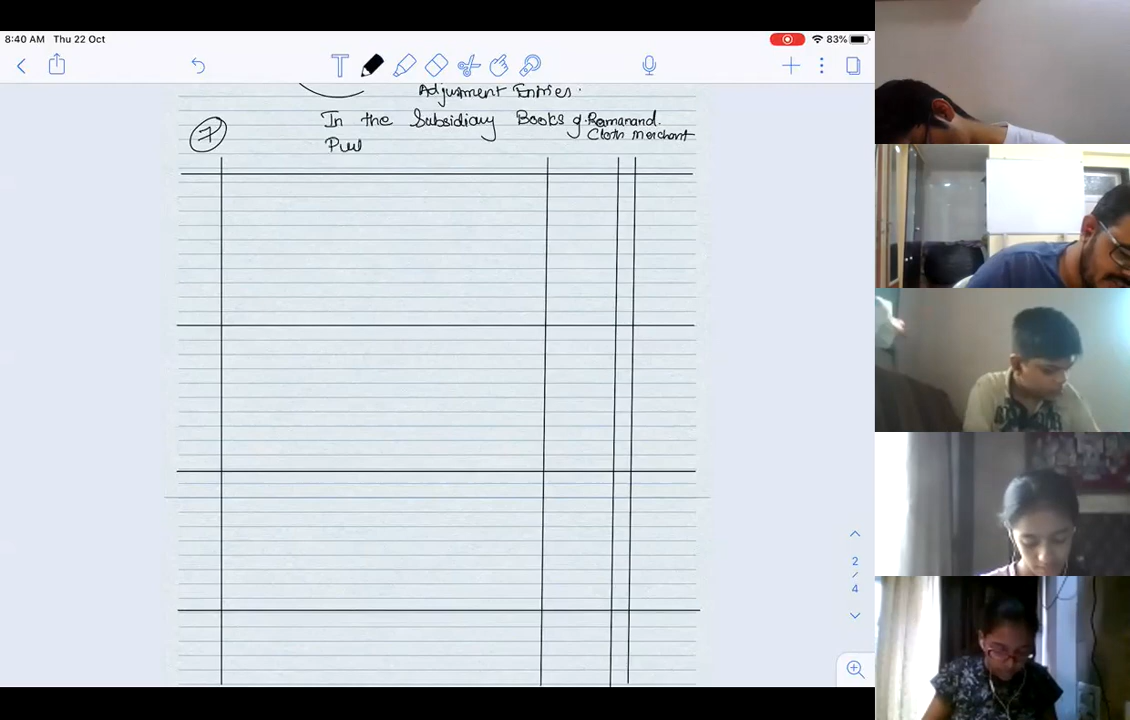 8:40 AM Thu 22 Oct
83%
T
Adjustment Entries.
7 In the Subsidiary Books of Ramanand.
Cloth Merchant
2
/
4